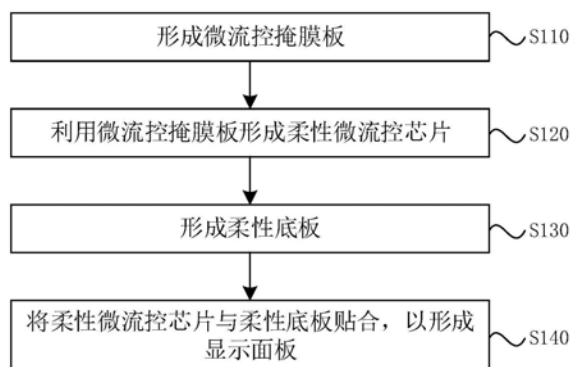 形成微流控掩膜板
S110
利用微流控掩膜板形成柔性微流控芯片
S120
形成柔性底板
S130
将柔性微流控芯片与柔性底板贴合，以形成
显示面板
S140